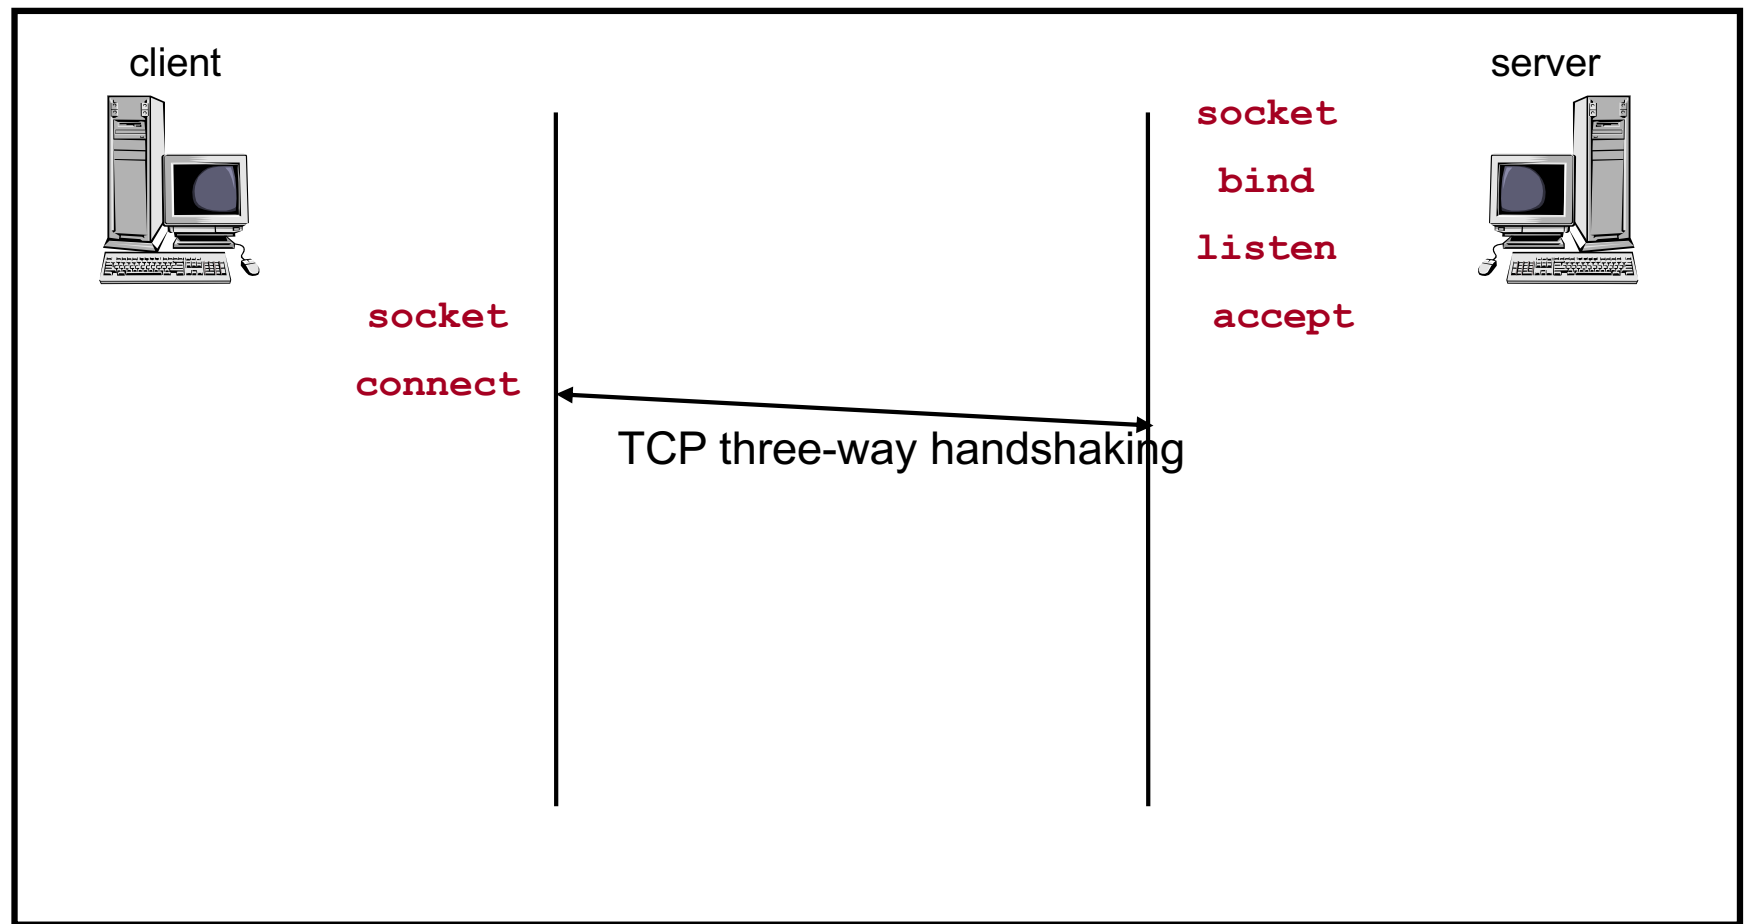 client
server
socket
bind
listen
accept
socket
connect
TCP three-way handshaking